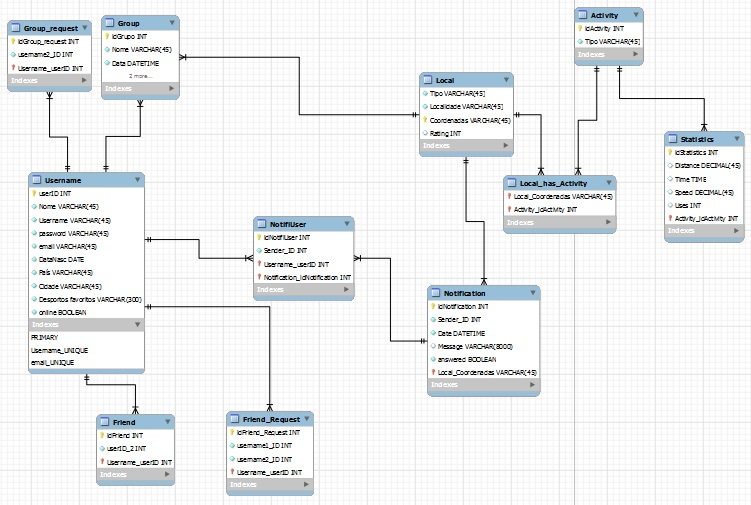 Group_request
idGroup_request INT
username2_ID INT
Username_userID INT
Indexes
Group
idGrupo INT
Nome VARCHAR(45)
Data DATETIME
2 more...
Indexes
Activity
idActivity INT
Tipo VARCHAR(45)
Indexes
Local
Tipo VARCHAR(45)
Localidade VARCHAR(45)
Coordenadas VARCHAR(45)
Rating INT
Indexes
Statistics
idStatistics INT
Distance DECIMAL(45)
Time TIME
Speed DECIMAL(45)
Uses INT
Activity_idActivity INT
Indexes
Local_has_Activity
Local_Coordenadas VARCHAR(45)
Activity_idActivity INT
Indexes
Username
userID INT
Nome VARCHAR(45)
Username VARCHAR(45)
password VARCHAR(45)
email VARCHAR(45)
DataNasc DATE
País VARCHAR(45)
Cidade VARCHAR(45)
Desportos favoritos VARCHAR(300)
online BOOLEAN
Indexes
PRIMARY
Username_UNIQUE
email_UNIQUE
NotifiUser
idNotifiUser INT
Sender_ID INT
Username_userID INT
Notification_idNotification INT
Indexes
Notification
idNotification INT
Sender_ID INT
Date DATETIME
Message VARCHAR(8000)
answered BOOLEAN
Local_Coordenadas VARCHAR(45)
Indexes
Friend
idFriend INT
userID_2 INT
Username_userID INT
Indexes
Friend_Request
idFriend_Request INT
username1_ID INT
username2_ID INT
Username_userID INT
Indexes